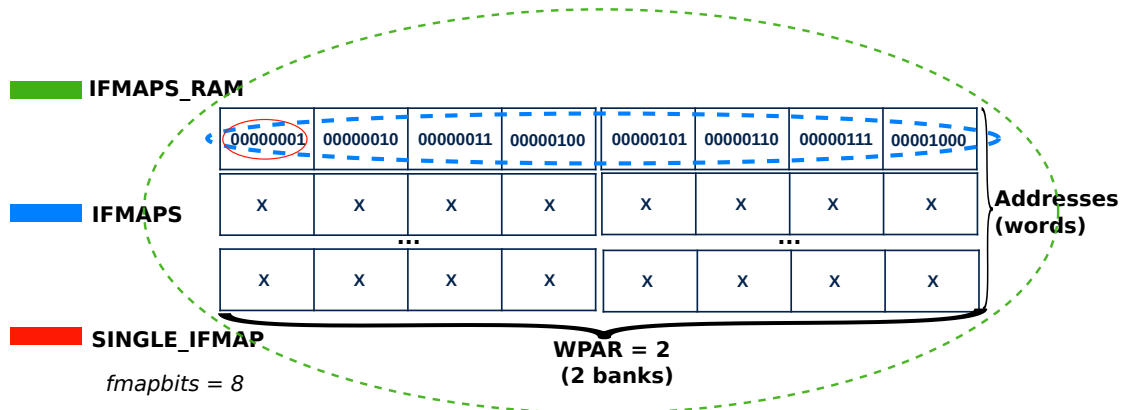 IFMAPS_RAM
00000001 00000010 00000011 00000100 00000101 00000110 00000111 00001000
IFMAPS
X X X X X X X X
Addresses
(words)
... ...
X X X X X X X X
SINGLE_IFMAP
WPAR = 2
(2 banks)
fmapbits = 8